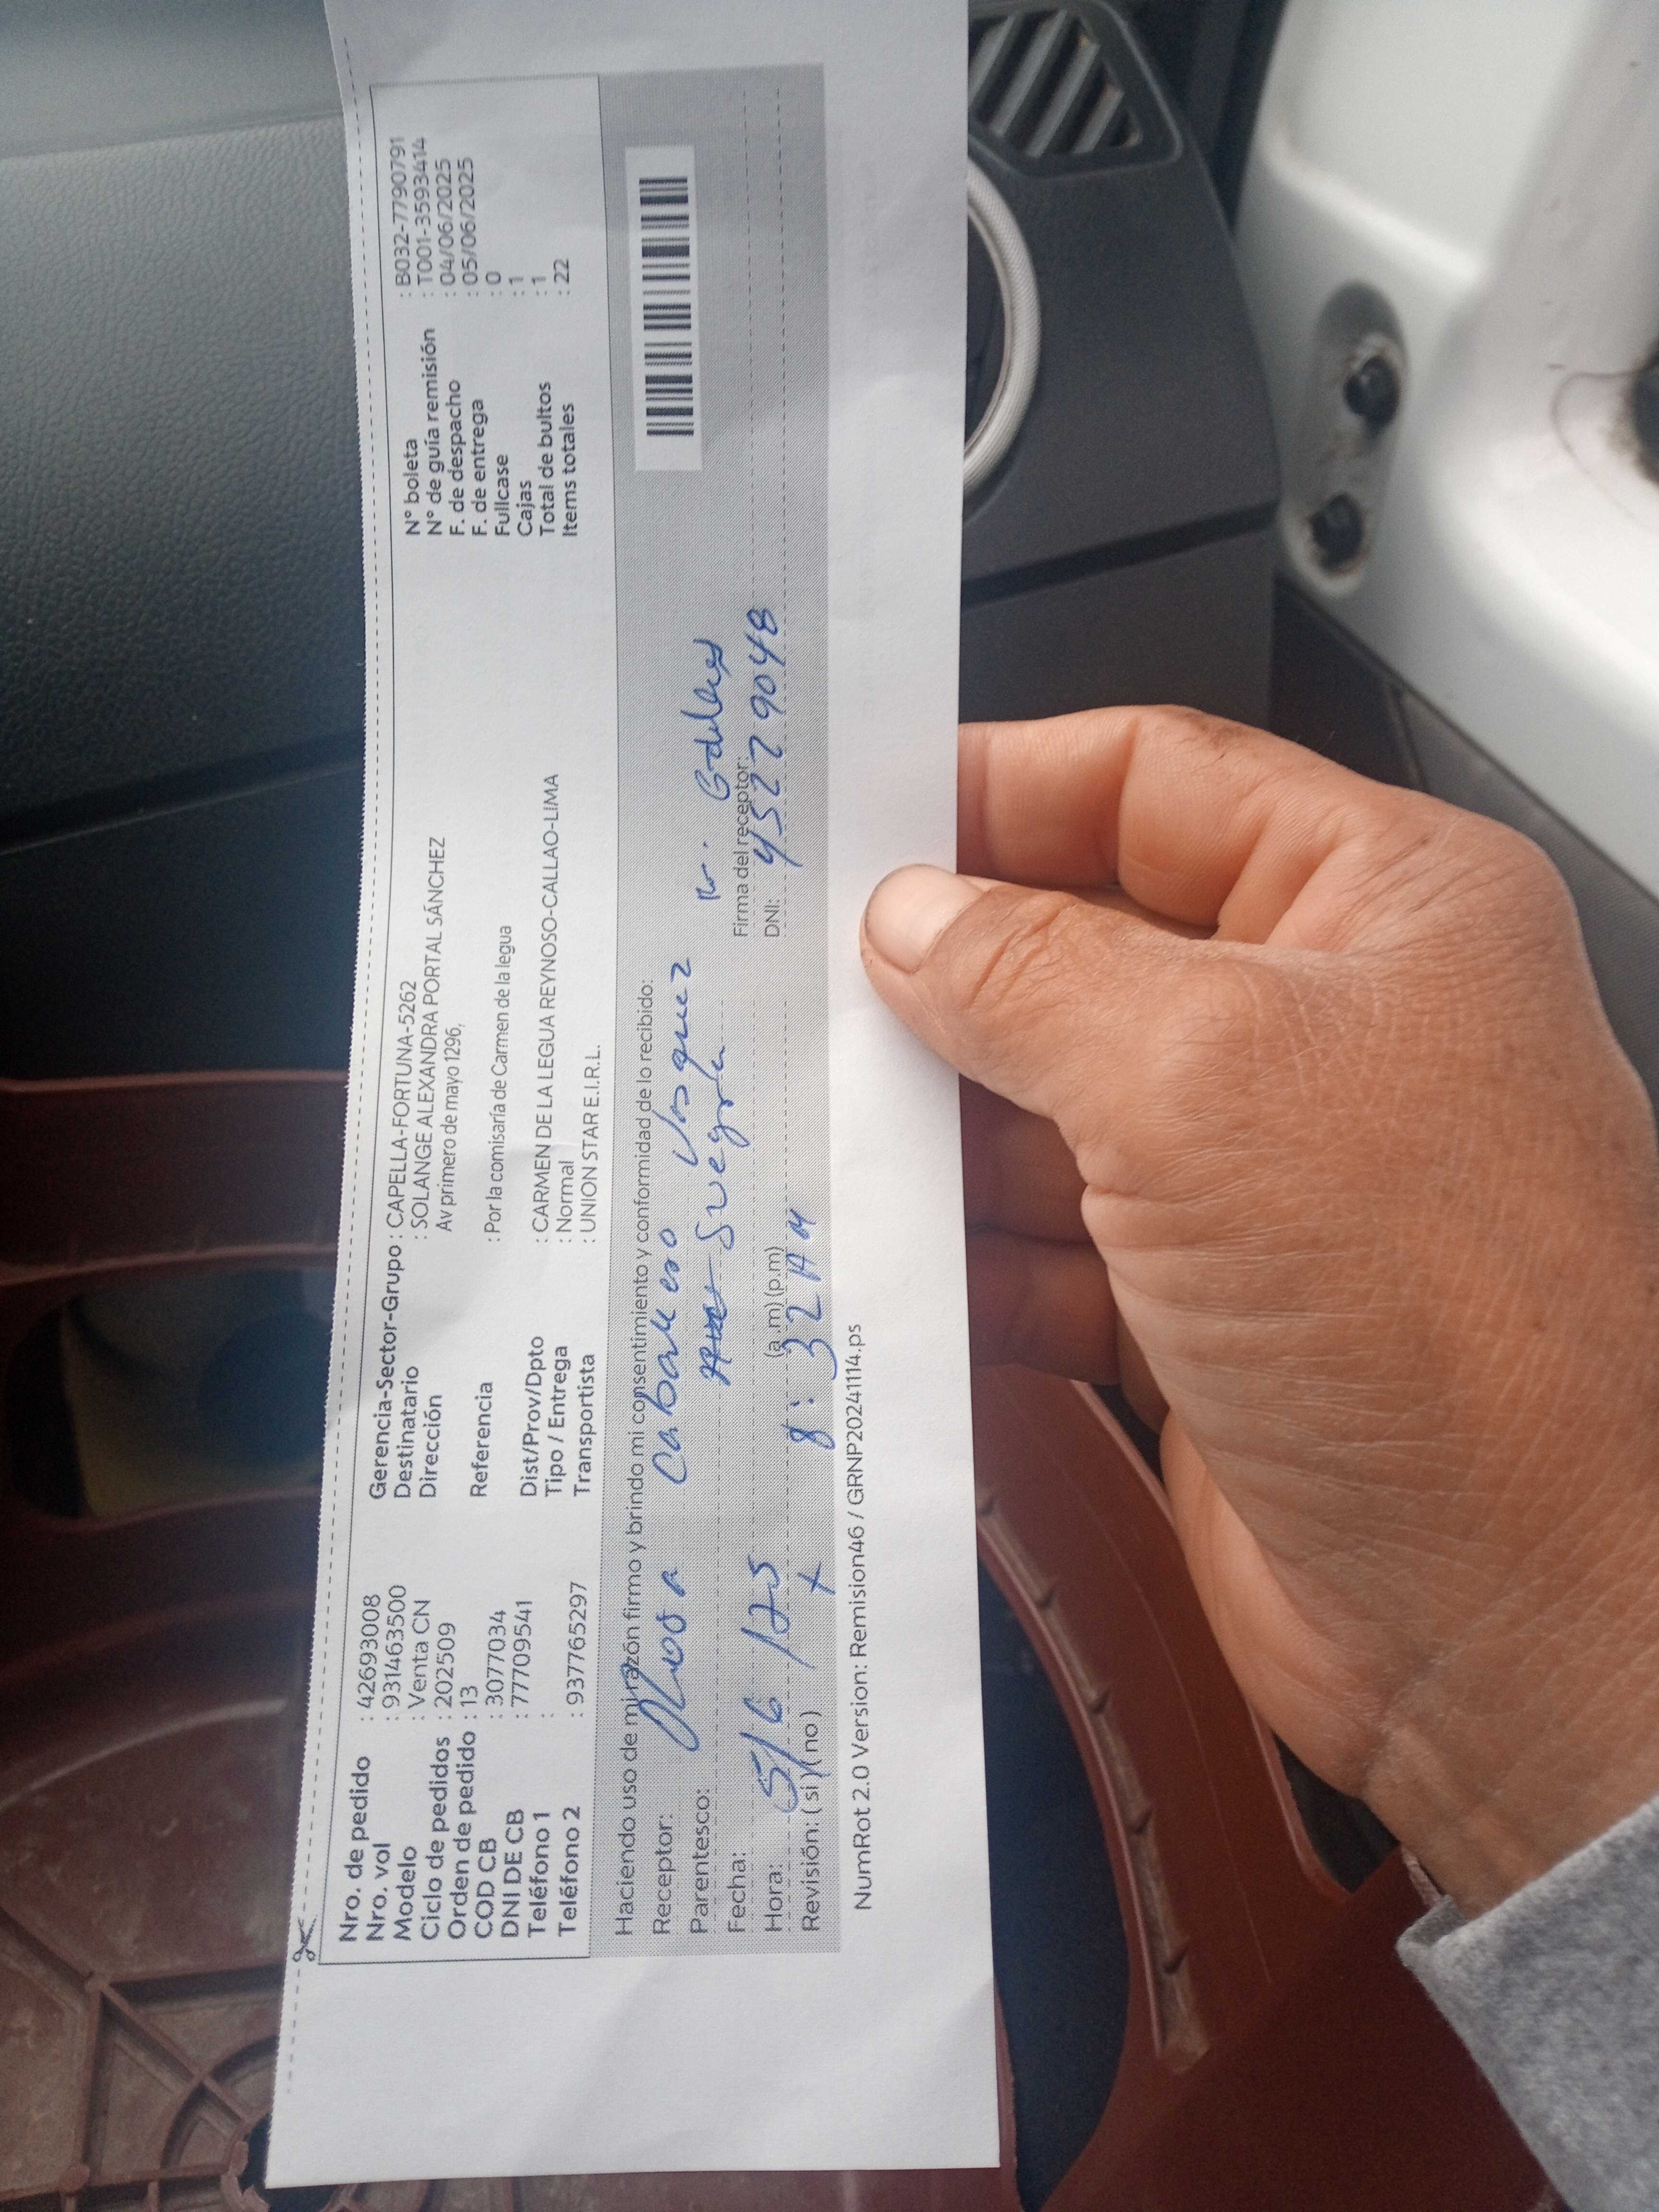 Nro. de pedido : 42693008
Nro. vol : 931463500
Modelo : Venta CN
Ciclo de pedidos : 202509
Orden de pedido : 13
COD CB : 3077034
DNI DE CB : 77709541
Teléfono 1 :
Teléfono 2 : 937765297
Gerencia-Sector-Grupo : CAPELLA-FORTUNA-5262
Destinatario : SOLANGE ALEXANDRA PORTAL SÁNCHEZ
Dirección Av primero de mayo 1296,
Referencia : Por la comisaría de Carmen de la legua
Dist/Prov/Dpto : CARMEN DE LA LEGUA REYNOSO-CALLAO-LIMA
Tipo / Entrega : Normal
Transportista : UNION STAR E.I.R.L.
N° boleta : B032-7790791
N° de guía remisión : T001-3593414
F. de despacho : 04/06/2025
F. de entrega : 05/06/2025
Fullcase : 0
Cajas : 1
Total de bultos : 1
Items totales : 22
Haciendo uso de mi razón firmo y brindo mi consentimiento y conformidad de lo recibido:
Receptor: Rosa Caballero Vasquez
Parentesco: Suegra
Fecha: 5/6/25
Hora: 8:32 AM (a.m) (p.m)
Revisión: ( si ) ( no ) X
Firma del receptor:
DNI: 45279048
NumRot 2.0 Version: Remision46 / GRNP20241114.ps